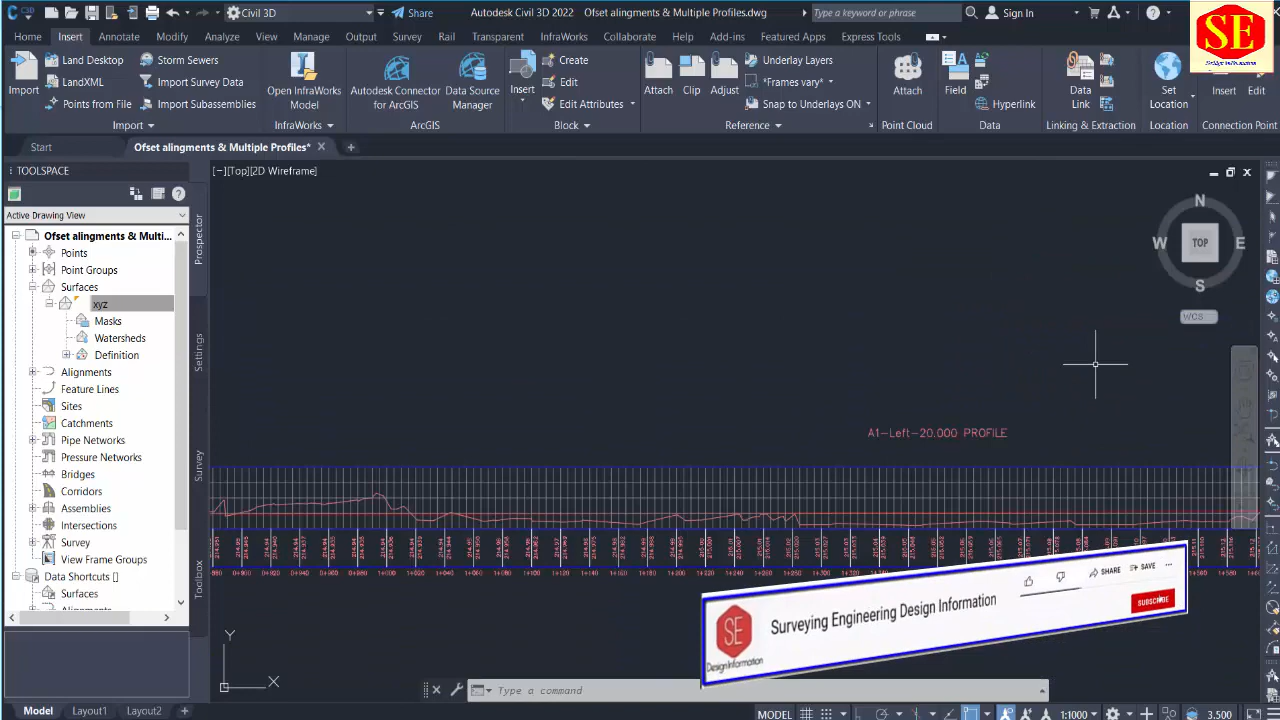 Civil 3D
Share
Autodesk Civil 3D 2022 Ofset alingments & Multiple Profiles.dwg
Type a keyword or phrase
Sign In
SE
Design Information
Home Insert Annotate Modify Analyze View Manage Output Survey Rail Transparent InfraWorks Collaborate Help Add-ins Featured Apps Express Tools
Import
Land Desktop
LandXML
Points from File
Storm Sewers
Import Survey Data
Import Subassemblies
Import
Open InfraWorks
Model
InfraWorks
Autodesk Connector
for ArcGIS
Data Source
Manager
ArcGIS
Insert
Create
Edit
Edit Attributes
Block
Attach
Clip
Adjust
Underlay Layers
*Frames vary*
Snap to Underlays ON
Reference
Attach
Point Cloud
Field
Hyperlink
Data
Data
Link
Linking & Extraction
Set
Location
Location
Insert
Edit
Connection Point
Start
Ofset alingments & Multiple Profiles*
TOOLSPACE
Active Drawing View
Ofset alingments & Multi...
Points
Point Groups
Surfaces
xyz
Masks
Watersheds
Definition
Alignments
Feature Lines
Sites
Catchments
Pipe Networks
Pressure Networks
Bridges
Corridors
Assemblies
Intersections
Survey
View Frame Groups
Data Shortcuts []
Surfaces
Prospector
Settings
Survey
Toolbox
[−][Top][2D Wireframe]
N
W
TOP
E
S
WCS
A1-Left-20.000 PROFILE
Y
X
SE
Design Information
Surveying Engineering Design Information
SHARE
SAVE
SUBSCRIBE
Type a command
Model
Layout1
Layout2
MODEL
1:1000
3.500